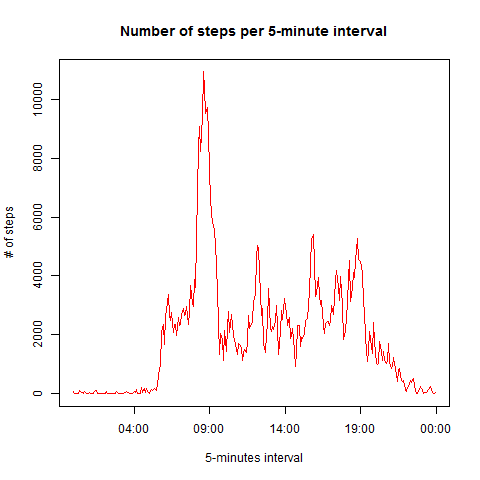 Number of steps per 5-minute interval
# of steps
10000
8000
6000
4000
2000
0
04:00 09:00 14:00 19:00 00:00
5-minutes interval